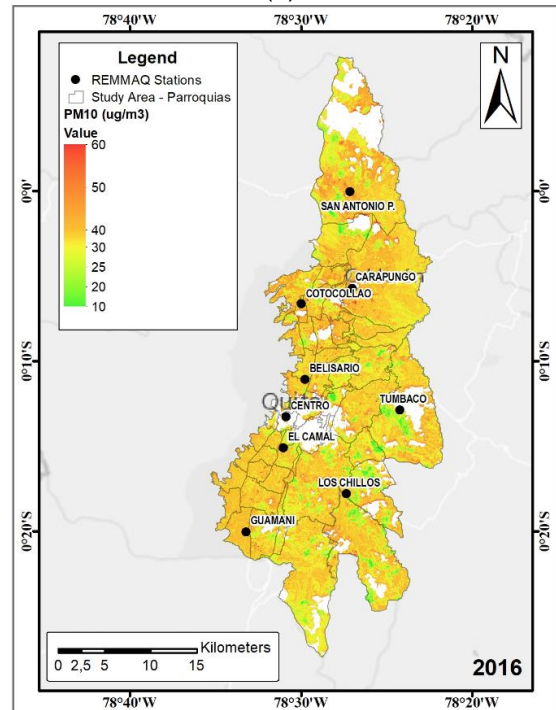 78°40'W 78°30'W 78°20'W
Legend
REMMAQ Stations
Study Area - Parroquias
PM10 (ug/m3)
Value
60
50
40
30
25
20
10
N
0°0' 0°0'
SAN ANTONIO P.
CARAPUNGO
COTOCOLLAO
0°10'S 0°10'S
BELISARIO
TUMBACO
CENTRO
EL CAMAL
LOS CHILLOS
GUAMANI
0°20'S 0°20'S
Kilometers
0 2,5 5 10 15
2016
78°40'W 78°30'W 78°20'W